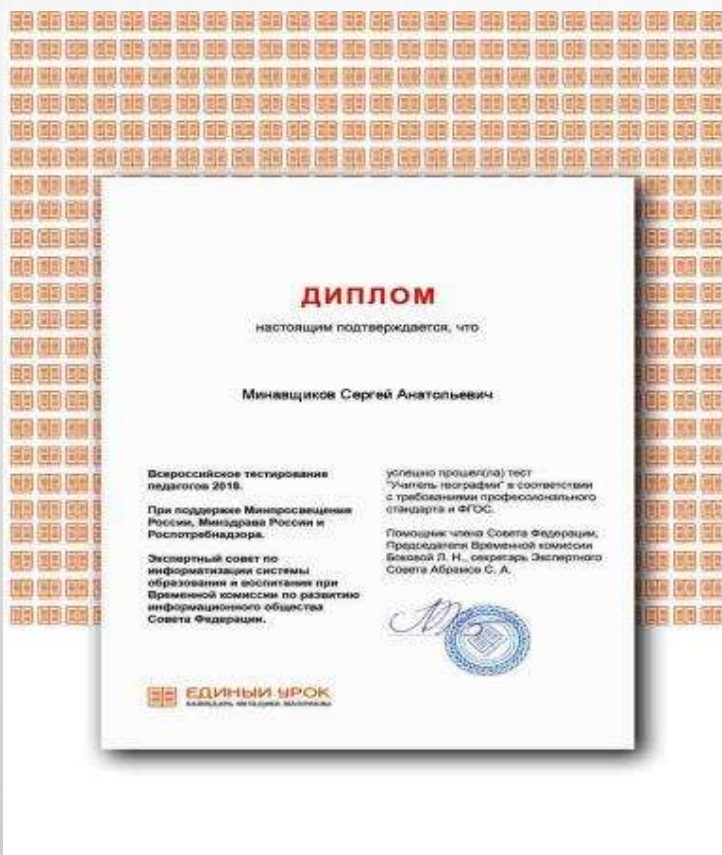 ДИПЛОМ
настоящим подтверждается, что
Минавщиков Сергей Анатольевич
Всероссийское тестирование
педагогов 2018.
При поддержке Минпросвещения
России, Минздрава России и
Роспотребнадзора.
Экспертный совет по
информатизации системы
образования и воспитания при
Временной комиссии по развитию
информационного общества
Совета Федерации.
успешно прошел(ла) тест
"Учитель географии" в соответствии
с требованиями профессионального
стандарта и ФГОС.
Помощник члена Совета Федерации,
Председателя Временной комиссии
Боковой Л. Н., секретарь Экспертного
Совета Абрамов С. А.
ЕДИНЫЙ УРОК
КАЛЕНДАРЬ МЕТОДИКИ МАТЕРИАЛЫ